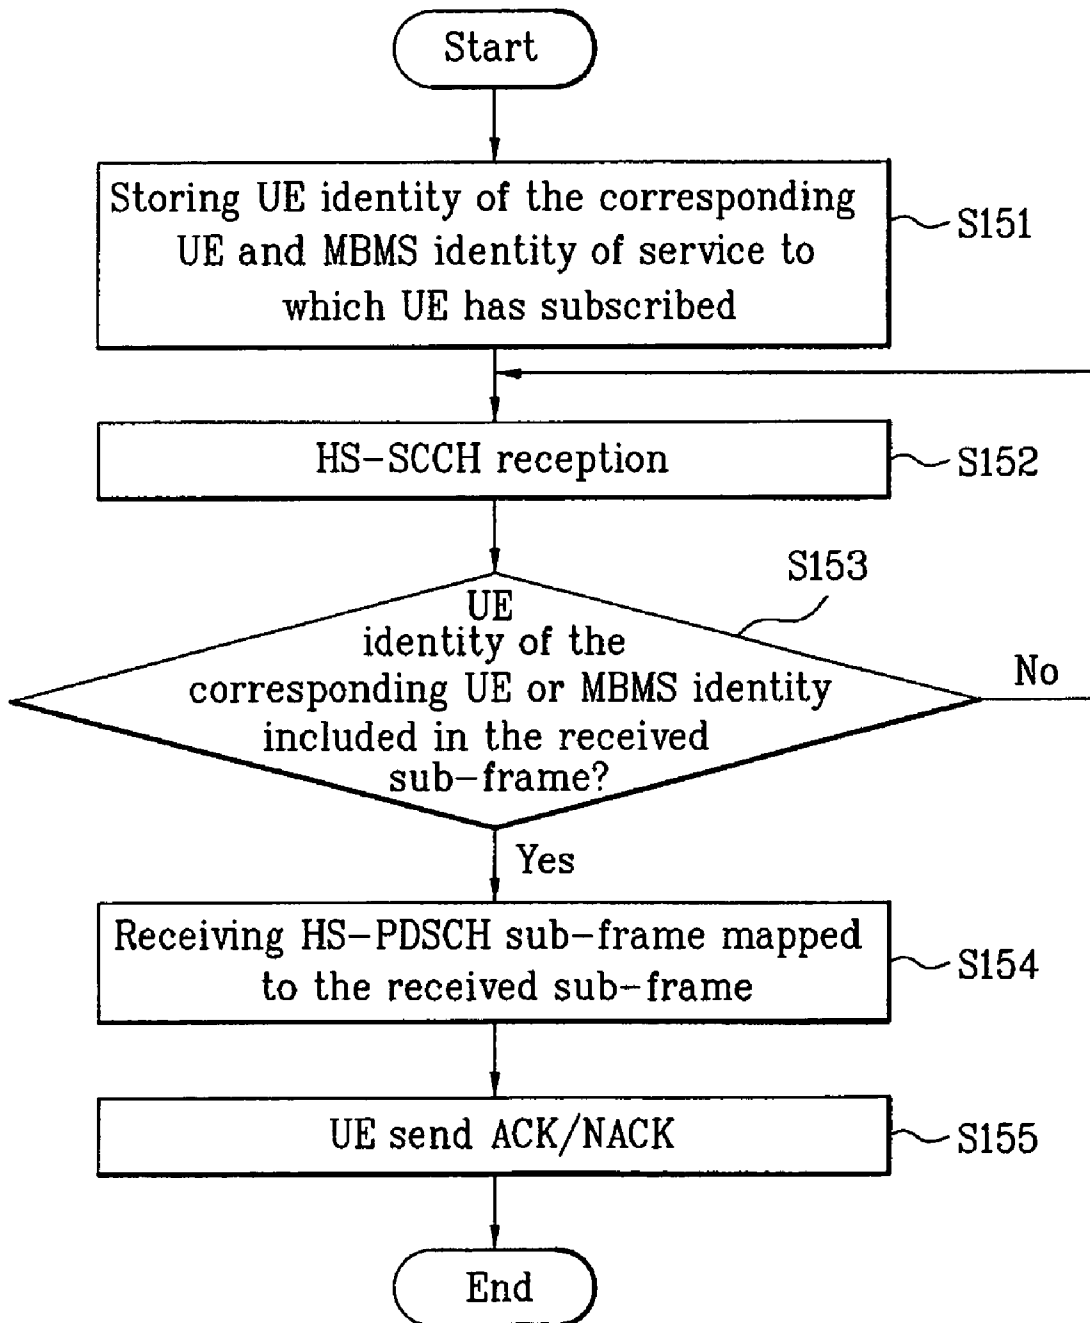 Start
Storing UE identity of the corresponding
UE and MBMS identity of service to
which UE has subscribed
S151
HS-SCCH reception
S152
S153
UE
identity of the
corresponding UE or MBMS identity
included in the received
sub-frame?
No
Yes
Receiving HS-PDSCH sub-frame mapped
to the received sub-frame
S154
UE send ACK/NACK
S155
End